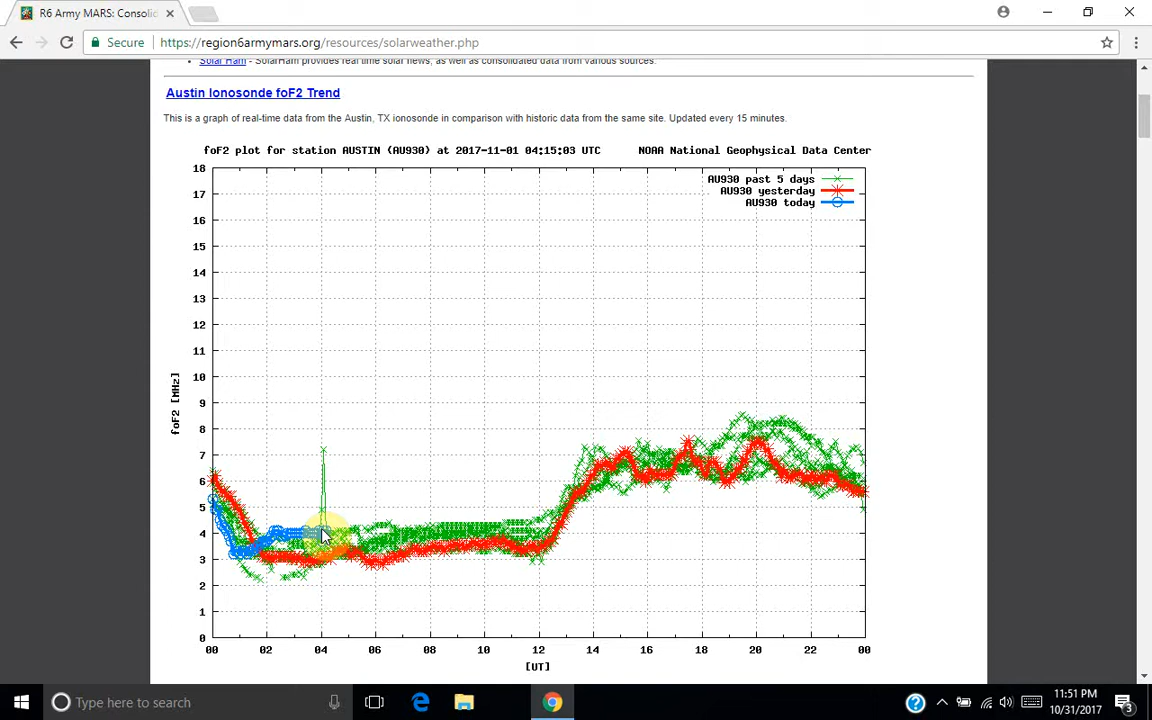 R6 Army MARS: Consolid
Secure
https://region6armymars.org/resources/solarweather.php
Solar Ham - SolarHam provides real time solar news, as well as consolidated data from various sources.
Austin Ionosonde foF2 Trend
This is a graph of real-time data from the Austin, TX ionosonde in comparison with historic data from the same site. Updated every 15 minutes.
foF2 plot for station AUSTIN (AU930) at 2017-11-01 04:15:03 UTC NOAA National Geophysical Data Center
AU930 past 5 days
AU930 yesterday
AU930 today
18
17
16
15
14
13
12
11
10
9
8
7
6
5
4
3
2
1
0
foF2 [MHz]
00 02 04 06 08 10 12 14 16 18 20 22 00
[UT]
Type here to search
11:51 PM
10/31/2017
3